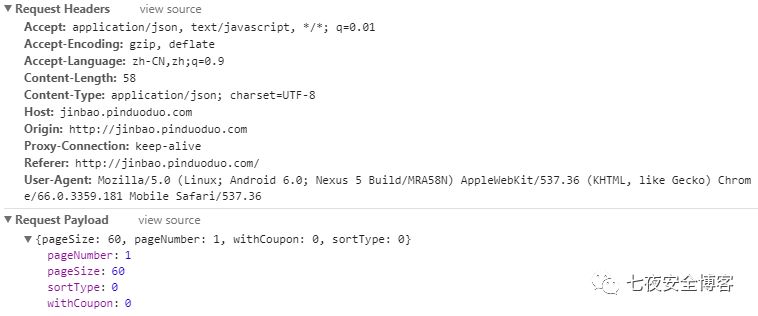 Request Headers view source
Accept: application/json, text/javascript, */*; q=0.01
Accept-Encoding: gzip, deflate
Accept-Language: zh-CN,zh;q=0.9
Content-Length: 58
Content-Type: application/json; charset=UTF-8
Host: jinbao.pinduoduo.com
Origin: http://jinbao.pinduoduo.com
Proxy-Connection: keep-alive
Referer: http://jinbao.pinduoduo.com/
User-Agent: Mozilla/5.0 (Linux; Android 6.0; Nexus 5 Build/MRA58N) AppleWebKit/537.36 (KHTML, like Gecko) Chrom
e/66.0.3359.181 Mobile Safari/537.36
Request Payload view source
{pageSize: 60, pageNumber: 1, withCoupon: 0, sortType: 0}
pageNumber: 1
pageSize: 60
sortType: 0
withCoupon: 0
七夜安全博客